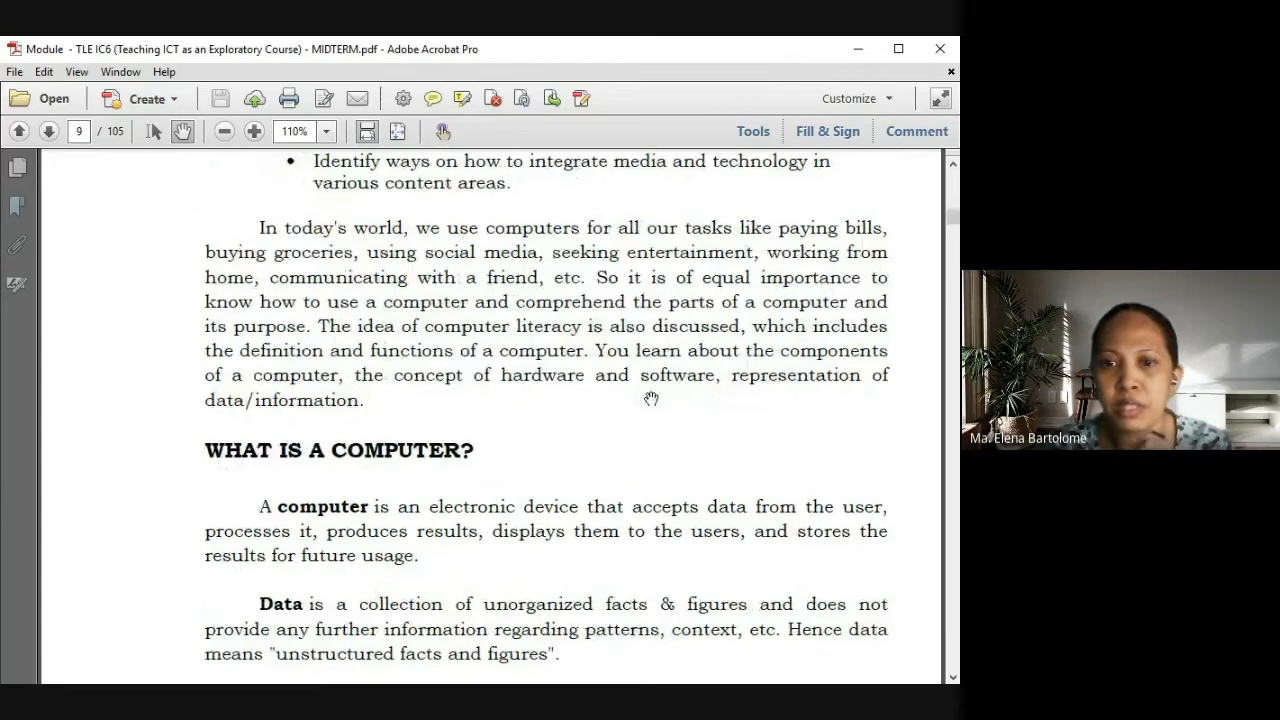 Module - TLE IC6 (Teaching ICT as an Exploratory Course) - MIDTERM.pdf - Adobe Acrobat Pro
File Edit View Window Help
Open Create Customize
9 / 105 110% Tools Fill & Sign Comment
• Identify ways on how to integrate media and technology in
various content areas.
In today's world, we use computers for all our tasks like paying bills,
buying groceries, using social media, seeking entertainment, working from
home, communicating with a friend, etc. So it is of equal importance to
know how to use a computer and comprehend the parts of a computer and
its purpose. The idea of computer literacy is also discussed, which includes
the definition and functions of a computer. You learn about the components
of a computer, the concept of hardware and software, representation of
data/information.
WHAT IS A COMPUTER?
A computer is an electronic device that accepts data from the user,
processes it, produces results, displays them to the users, and stores the
results for future usage.
Data is a collection of unorganized facts & figures and does not
provide any further information regarding patterns, context, etc. Hence data
means "unstructured facts and figures".
Ma. Elena Bartolome